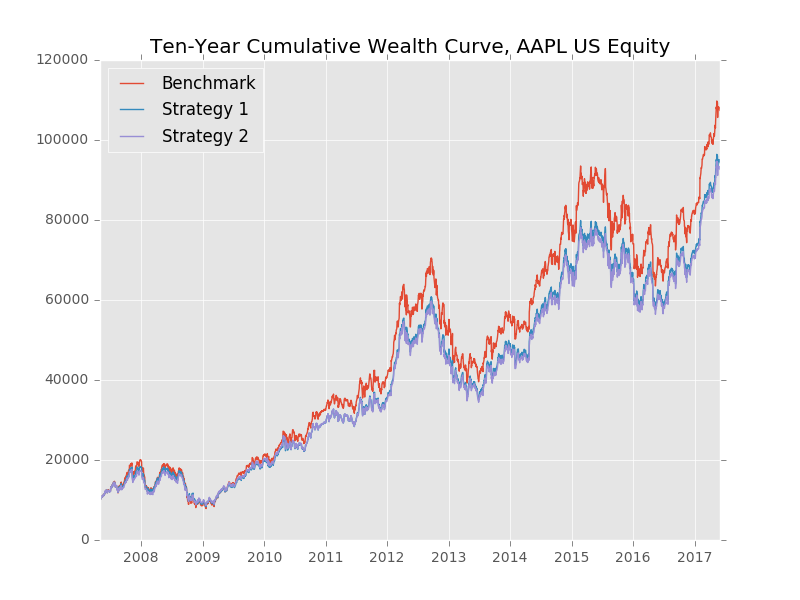 Ten-Year Cumulative Wealth Curve, AAPL US Equity
120000
100000
80000
60000
40000
20000
0
Benchmark
Strategy 1
Strategy 2
2008 2009 2010 2011 2012 2013 2014 2015 2016 2017